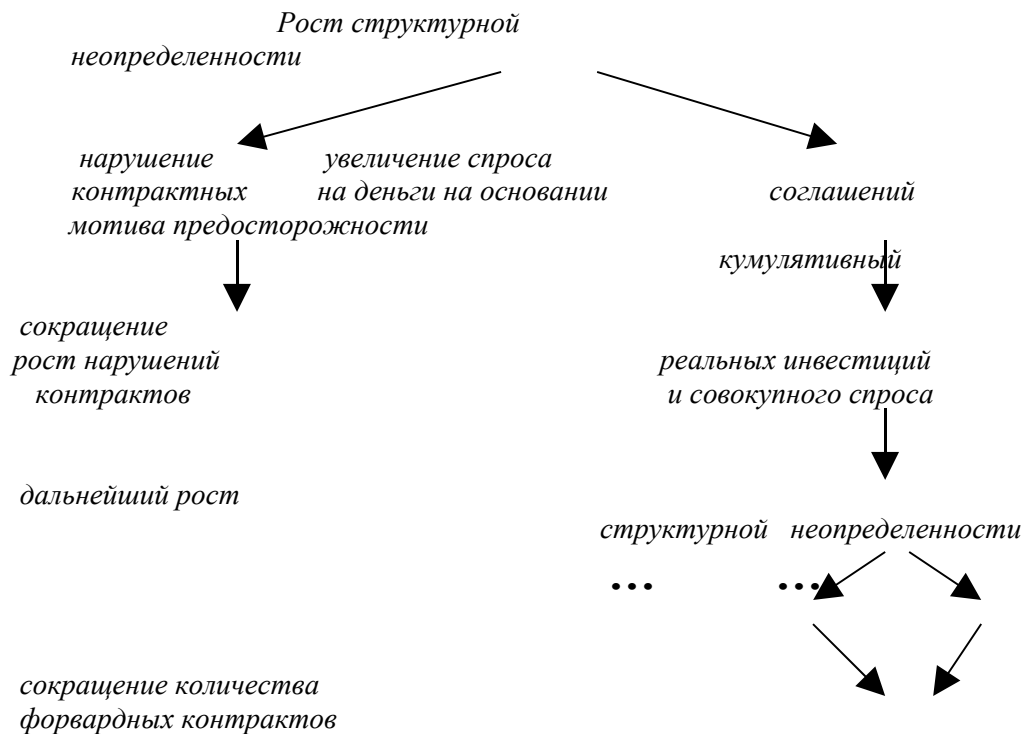 Рост структурной
неопределенности
нарушение увеличение спроса
контрактных на деньги на основании соглашений
мотива предосторожности
кумулятивный
сокращение
рост нарушений реальных инвестиций
контрактов и совокупного спроса
дальнейший рост
структурной неопределенности
... ...
сокращение количества
форвардных контрактов